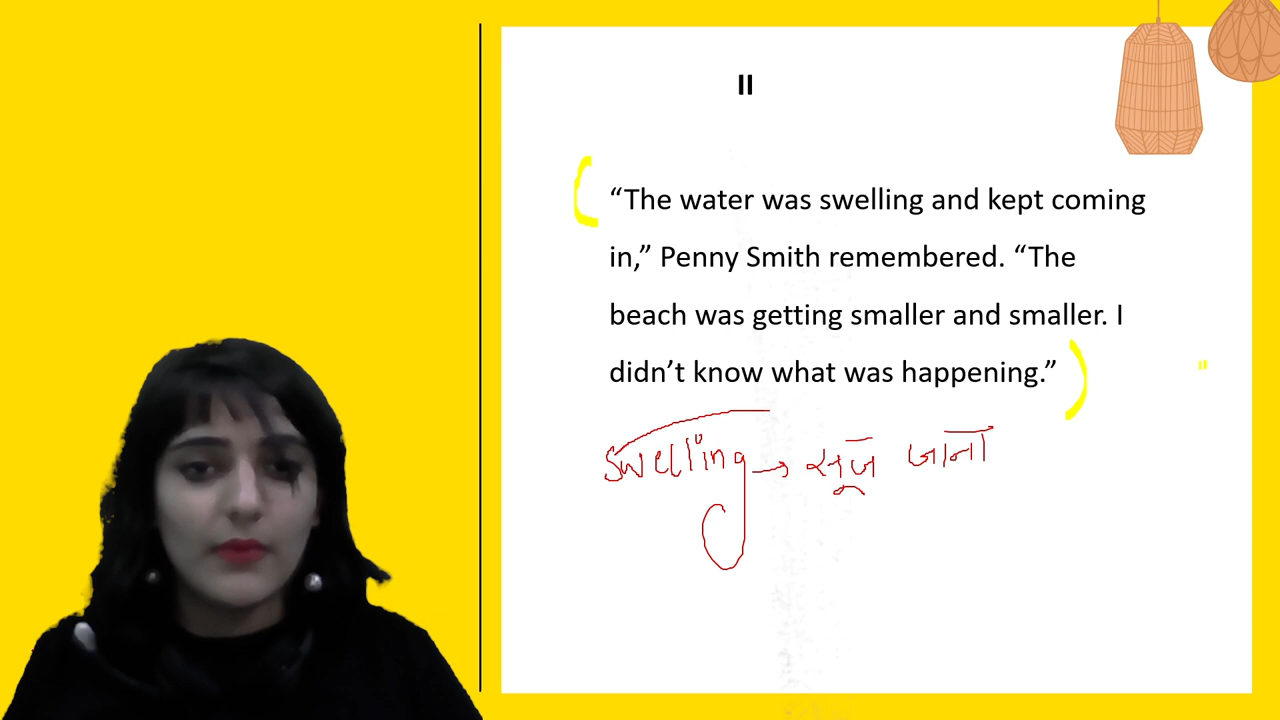 II
“The water was swelling and kept coming
in,” Penny Smith remembered. “The
beach was getting smaller and smaller. I
didn’t know what was happening.”
swelling → सूज जाना